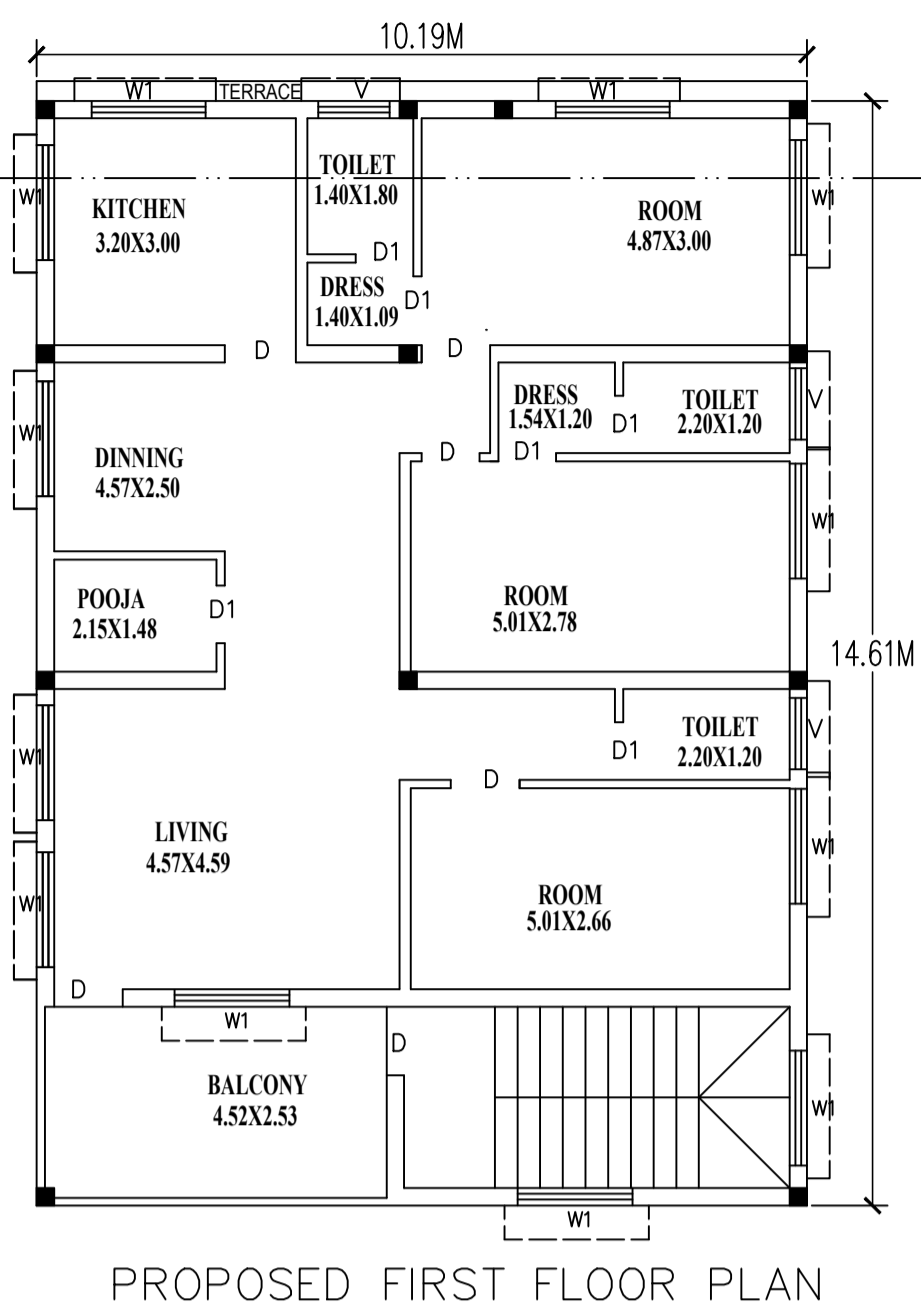 10.19M
W1
TERRACE
V
W1
W1
KITCHEN
3.20X3.00
TOILET
1.40X1.80
ROOM
4.87X3.00
W1
D1
DRESS
1.40X1.09
D1
D
D
W1
DINNING
4.57X2.50
DRESS
1.54X1.20
D1
TOILET
2.20X1.20
V
D
D1
W1
POOJA
2.15X1.48
D1
ROOM
5.01X2.78
14.61M
W1
TOILET
2.20X1.20
D1
V
D
LIVING
4.57X4.59
W1
W1
ROOM
5.01X2.66
D
W1
D
BALCONY
4.52X2.53
W1
W1
PROPOSED FIRST FLOOR PLAN